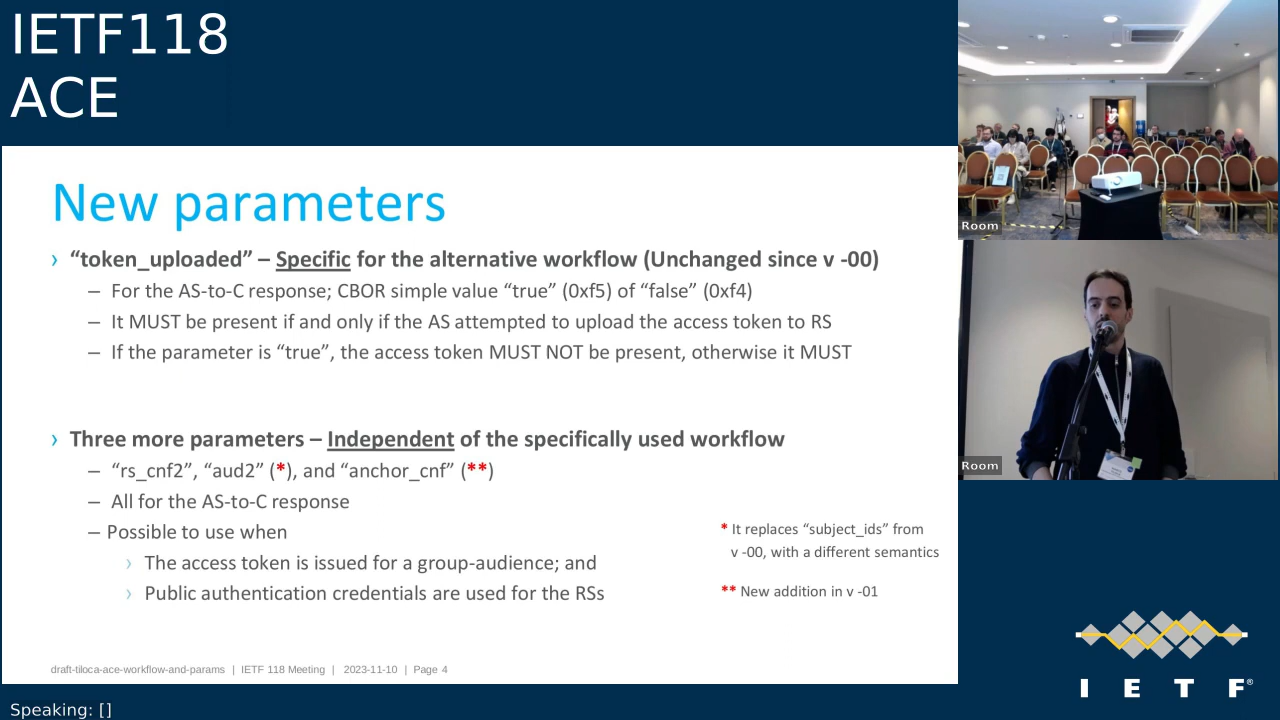 IETF118
ACE
New parameters
› “token_uploaded” – Specific for the alternative workflow (Unchanged since v -00)
– For the AS-to-C response; CBOR simple value “true” (0xf5) of “false” (0xf4)
– It MUST be present if and only if the AS attempted to upload the access token to RS
– If the parameter is “true”, the access token MUST NOT be present, otherwise it MUST
› Three more parameters – Independent of the specifically used workflow
– “rs_cnf2”, “aud2” (*), and “anchor_cnf” (**)
– All for the AS-to-C response
– Possible to use when
› The access token is issued for a group-audience; and
› Public authentication credentials are used for the RSs
* It replaces “subject_ids” from
v -00, with a different semantics
** New addition in v -01
draft-tiloca-ace-workflow-and-params | IETF 118 Meeting | 2023-11-10 | Page 4
Speaking: []
Room
Room
I E T F®